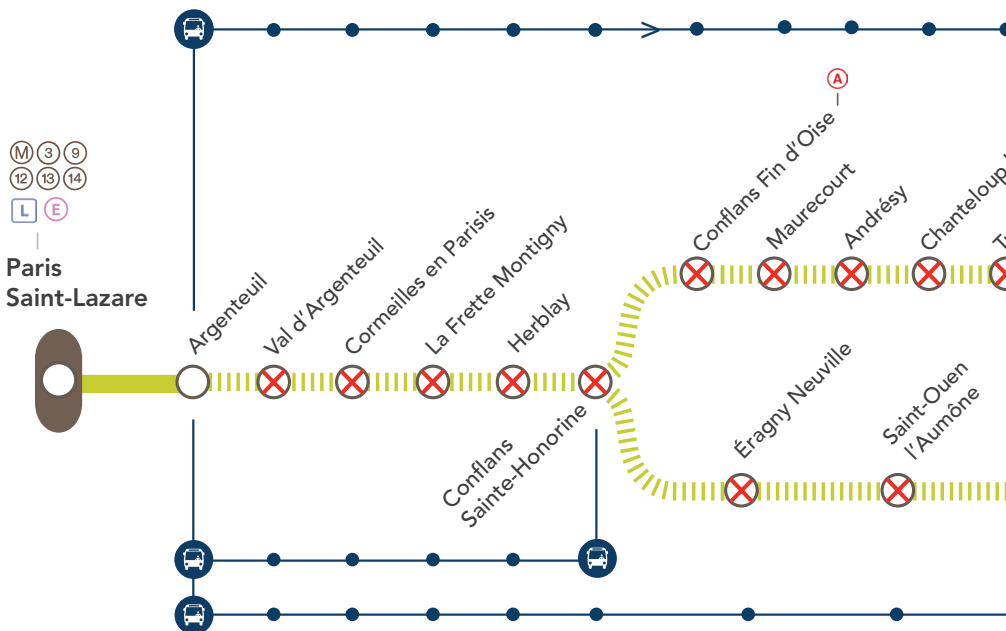 M 3 9
12 13 14
L E
Paris
Saint-Lazare
Argenteuil
Val d'Argenteuil
Cormeilles en Parisis
La Frette Montigny
Herblay
Conflans
Sainte-Honorine
A
Conflans Fin d'Oise
Maurecourt
Andrésy
Chanteloup
Éragny Neuville
Saint-Ouen
l'Aumône